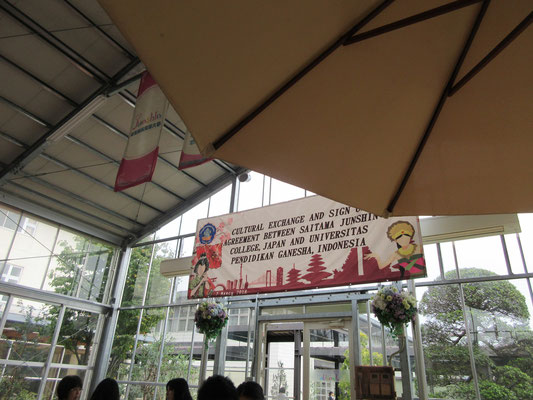 CULTURAL EXCHANGE AND SIGN
AGREEMENT BETWEEN SAITAMA JUNSHIN
COLLEGE, JAPAN AND UNIVERSITAS
PENDIDIKAN GANESHA, INDONESIA